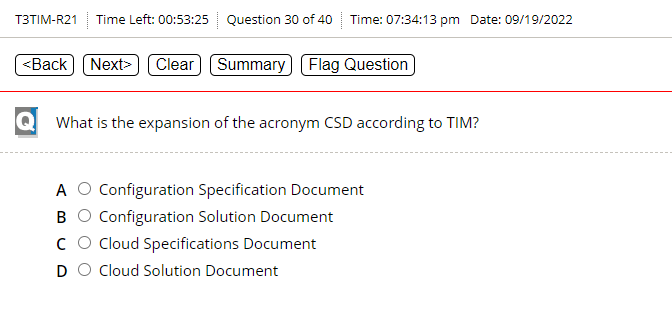 T3TIM-R21 Time Left: 00:53:25 Question 30 of 40 Time: 07:34:13 pm Date: 09/19/2022
<Back Next> Clear Summary Flag Question
Q What is the expansion of the acronym CSD according to TIM?
A Configuration Specification Document
B Configuration Solution Document
C Cloud Specifications Document
D Cloud Solution Document